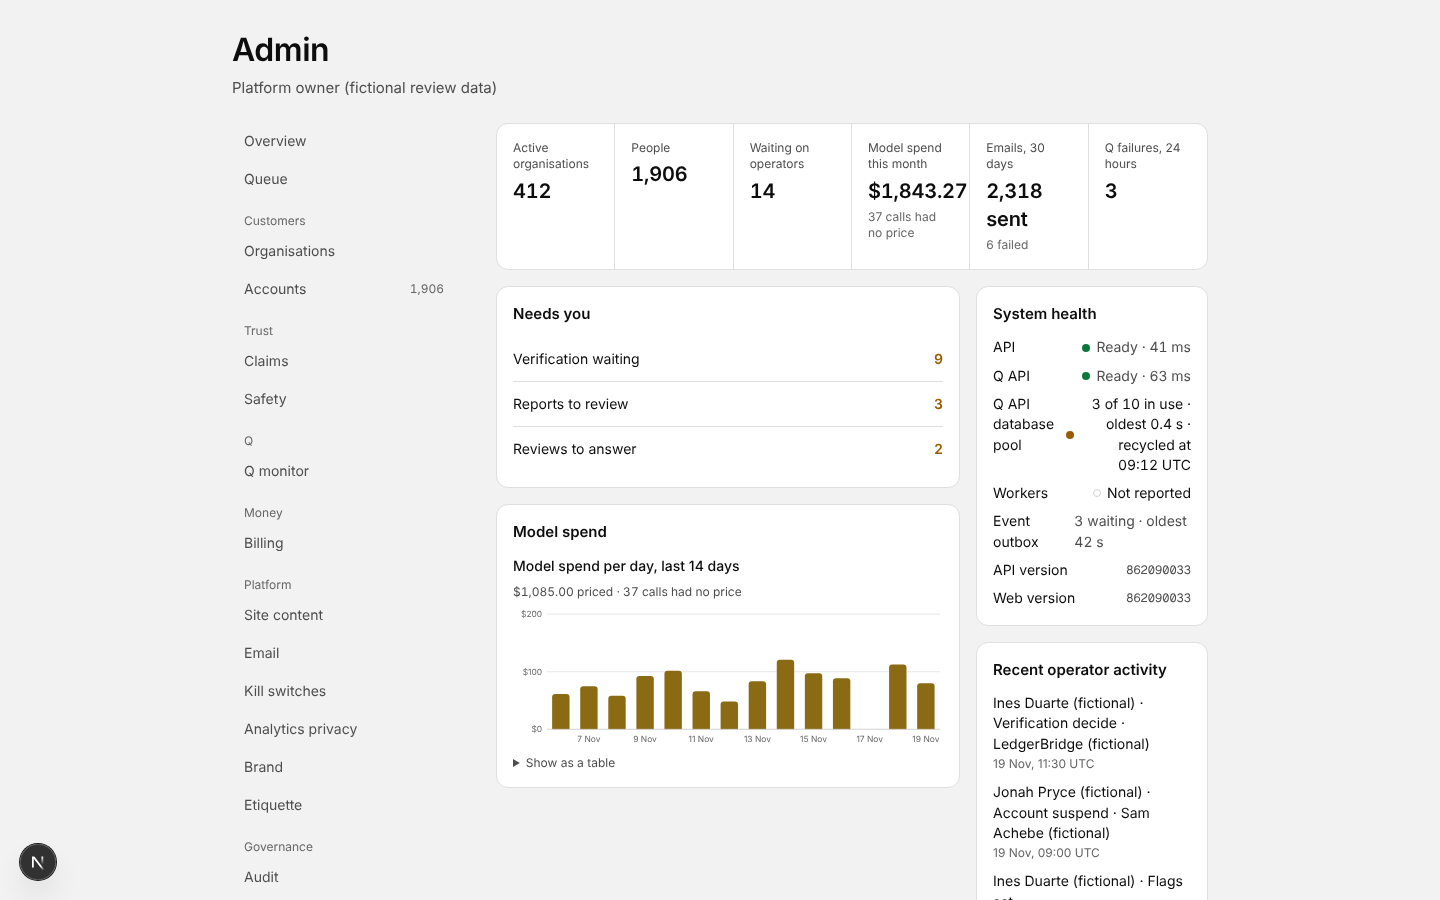 Admin
Platform owner (fictional review data)
Overview
Queue
Customers
Organisations
Accounts 1,906
Trust
Claims
Safety
Q
Q monitor
Money
Billing
Platform
Site content
Email
Kill switches
Analytics privacy
Brand
Etiquette
Governance
Audit
Active
organisations
412
People
1,906
Waiting on
operators
14
Model spend
this month
$1,843.27
37 calls had
no price
Emails, 30
days
2,318
sent
6 failed
Q failures, 24
hours
3
Needs you
Verification waiting 9
Reports to review 3
Reviews to answer 2
Model spend
Model spend per day, last 14 days
$1,085.00 priced · 37 calls had no price
$200
$100
$0
7 Nov 9 Nov 11 Nov 13 Nov 15 Nov 17 Nov 19 Nov
Show as a table
System health
API Ready · 41 ms
Q API Ready · 63 ms
Q API
database
pool
3 of 10 in use ·
oldest 0.4 s ·
recycled at
09:12 UTC
Workers Not reported
Event
outbox
3 waiting · oldest
42 s
API version 862090033
Web version 862090033
Recent operator activity
Ines Duarte (fictional) ·
Verification decide ·
LedgerBridge (fictional)
19 Nov, 11:30 UTC
Jonah Pryce (fictional) ·
Account suspend · Sam
Achebe (fictional)
19 Nov, 09:00 UTC
Ines Duarte (fictional) · Flags
N